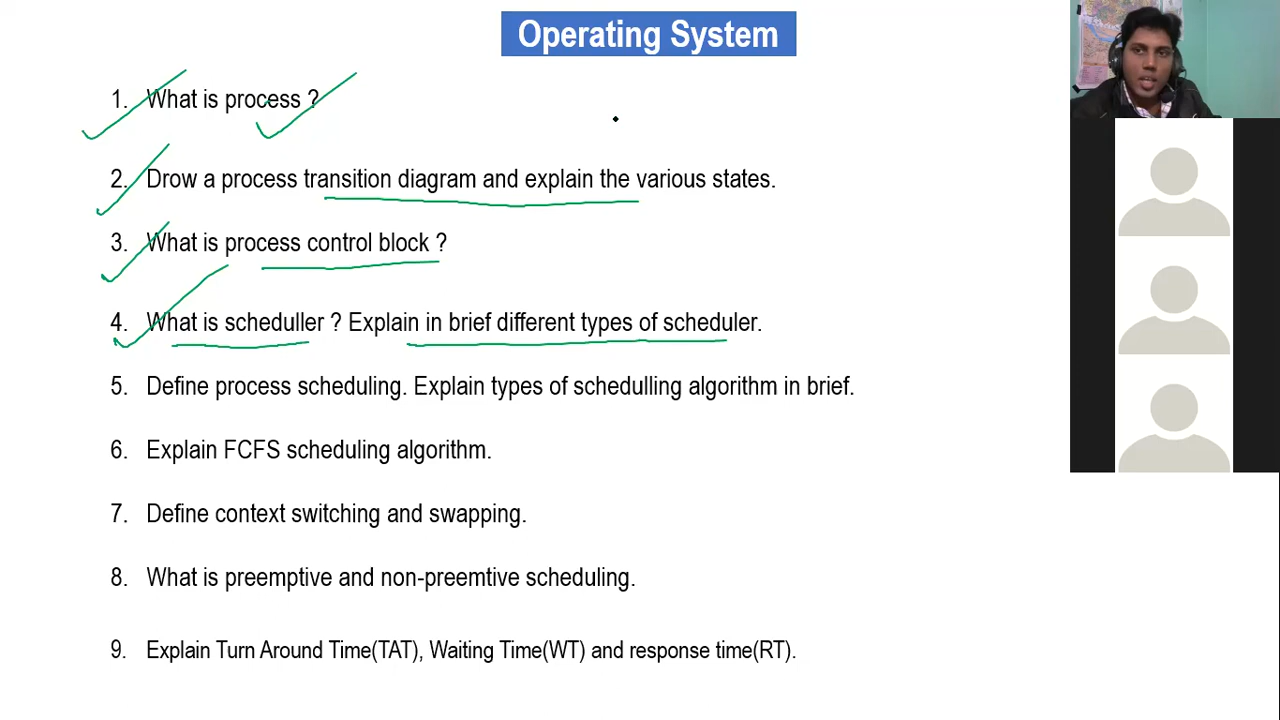 Operating System
1. What is process ?
2. Drow a process transition diagram and explain the various states.
3. What is process control block ?
4. What is scheduller ? Explain in brief different types of scheduler.
5. Define process scheduling. Explain types of schedulling algorithm in brief.
6. Explain FCFS scheduling algorithm.
7. Define context switching and swapping.
8. What is preemptive and non-preemtive scheduling.
9. Explain Turn Around Time(TAT), Waiting Time(WT) and response time(RT).